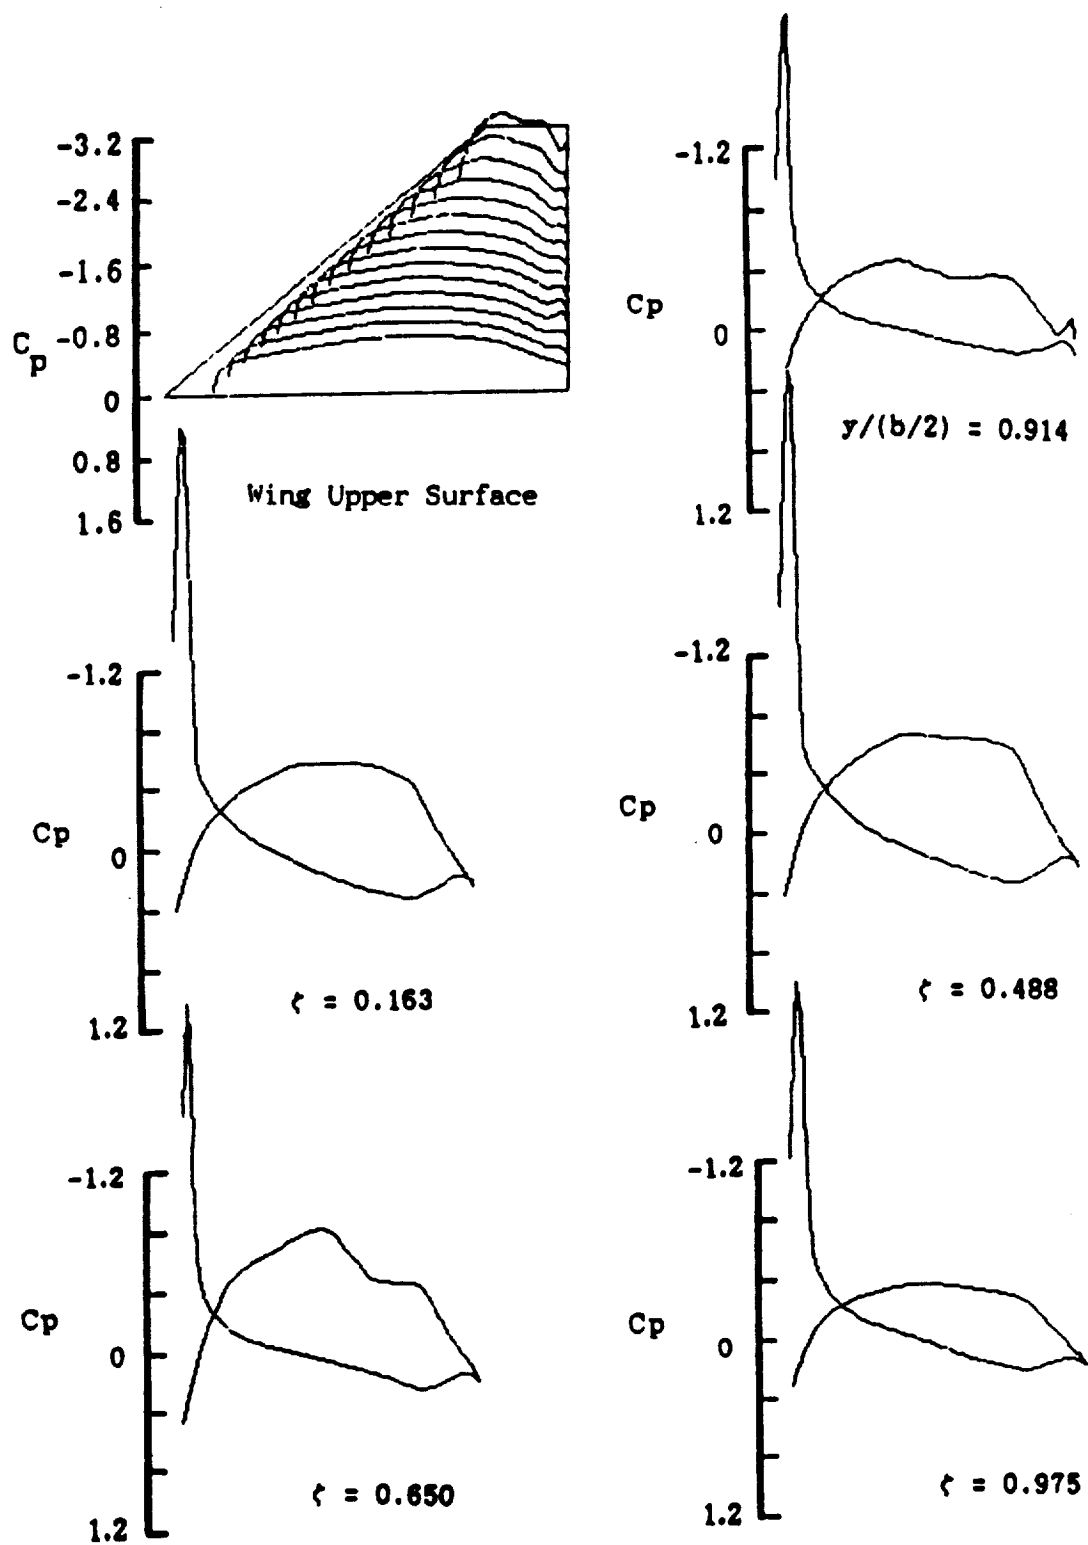 -3.2
-2.4
-1.6
Cp -0.8
0
0.8
1.6
Wing Upper Surface
-1.2
Cp
0
1.2
y/(b/2) = 0.914
-1.2
Cp
0
1.2
ζ = 0.163
-1.2
Cp
0
1.2
ζ = 0.488
-1.2
Cp
0
1.2
ζ = 0.650
-1.2
Cp
0
1.2
ζ = 0.975